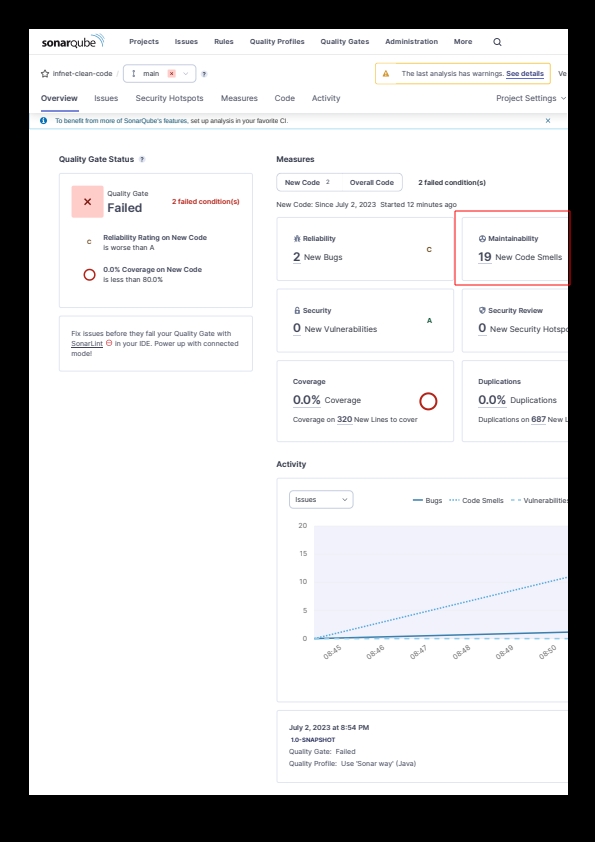 sonarqube Projects Issues Rules Quality Profiles Quality Gates Administration More
infnet-clean-code / main ? The last analysis has warnings. See details Ve
Overview Issues Security Hotspots Measures Code Activity Project Settings
To benefit from more of SonarQube's features, set up analysis in your favorite CI.
Quality Gate Status ?
Quality Gate
Failed
2 failed condition(s)
C
Reliability Rating on New Code
is worse than A
0.0% Coverage on New Code
is less than 80.0%
Fix issues before they fail your Quality Gate with
SonarLint in your IDE. Power up with connected
mode!
Measures
New Code 2 Overall Code 2 failed condition(s)
New Code: Since July 2, 2023 Started 12 minutes ago
Reliability
2 New Bugs
C
Maintainability
19 New Code Smells
Security
0 New Vulnerabilities
A
Security Review
0 New Security Hotspo
Coverage
0.0% Coverage
Coverage on 320 New Lines to cover
Duplications
0.0% Duplications
Duplications on 687 New L
Activity
Issues
Bugs Code Smells Vulnerabilities
20
15
10
5
0
08:45 08:46 08:47 08:48 08:49 08:50
July 2, 2023 at 8:54 PM
1.0-SNAPSHOT
Quality Gate: Failed
Quality Profile: Use 'Sonar way' (Java)